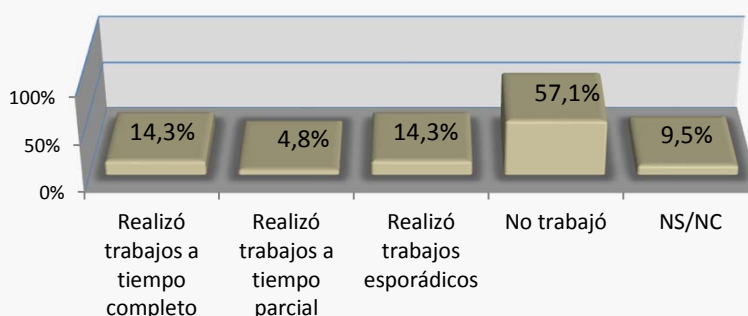 100%
50%
0%
14,3%
4,8%
14,3%
57,1%
9,5%
Realizó
trabajos a
tiempo
completo
Realizó
trabajos a
tiempo
parcial
Realizó
trabajos
esporádicos
No trabajó
NS/NC